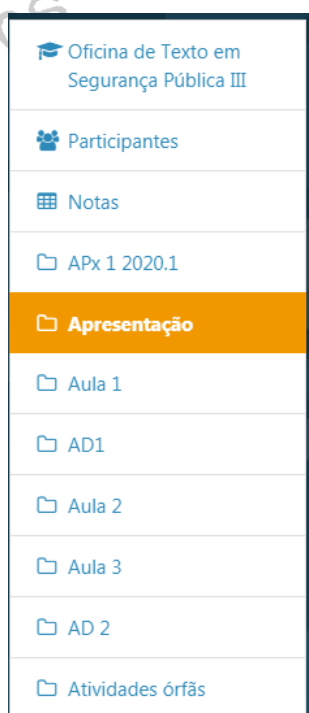 Oficina de Texto em
Segurança Pública III
Participantes
Notas
APx 1 2020.1
Apresentação
Aula 1
AD1
Aula 2
Aula 3
AD 2
Atividades órfãs